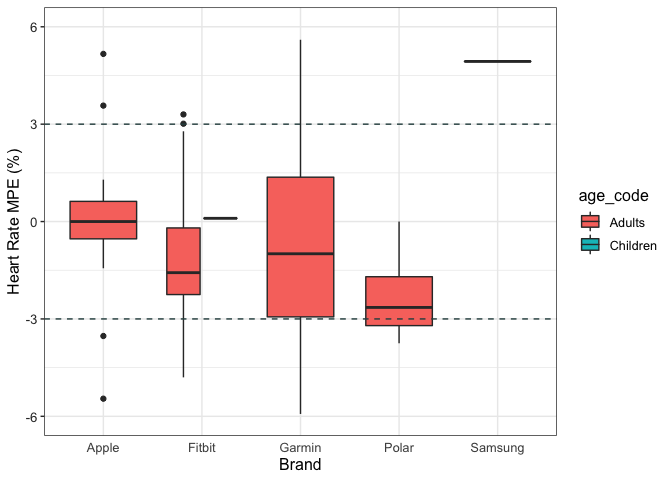 Heart Rate MPE (%)
6
3
0
-3
-6
Apple
Fitbit
Garmin
Polar
Samsung
Brand
age_code
Adults
Children